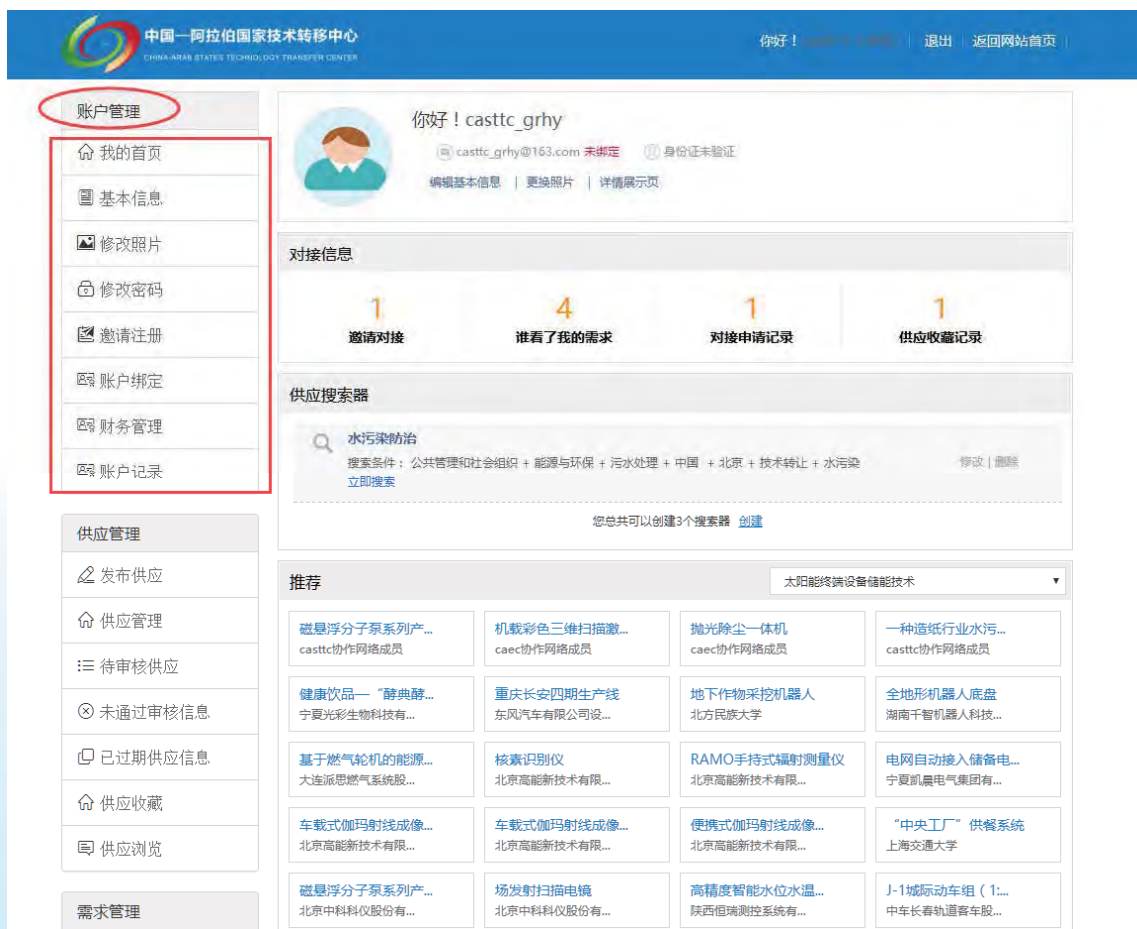 中国一阿拉伯国家技术转移中心
CHINA-ARAB STATES TECHNOLOGY TRANSFER CENTER
你好！
退出
返回网站首页
账户管理
我的首页
基本信息
修改照片
修改密码
邀请注册
账户绑定
财务管理
账户记录
供应管理
发布供应
供应管理
待审核供应
未通过审核信息
已过期供应信息
供应收藏
供应浏览
需求管理
你好！casttc_grhy
casttc_grhy@163.com 未绑定 身份证未验证
编辑基本信息 | 更换照片 | 详情展示页
对接信息
1 4 1 1
邀请对接 谁看了我的需求 对接申请记录 供应收藏记录
供应搜索器
水污染防治
搜索条件： 公共管理和社会组织 + 能源与环保 + 污水处理 + 中国 + 北京 + 技术转让 + 水污染 修改 | 删除
立即搜索
您总共可以创建3个搜索器 创建
推荐 太阳能终端设备储能技术
磁悬浮分子泵系列产... 机载彩色三维扫描激... 抛光除尘一体机 一种造纸行业水污...
casttc协作网络成员 caec协作网络成员 caec协作网络成员 casttc协作网络成员
健康饮品—“酵典酵... 重庆长安四期生产线 地下作物采挖机器人 全地形机器人底盘
宁夏光彩生物科技有... 东风汽车有限公司设... 北方民族大学 湖南千智机器人科技...
基于燃气轮机的能源... 核素识别仪 RAMO手持式辐射测量仪 电网自动接入储备电...
大连派思燃气系统股... 北京高能新技术有限... 北京高能新技术有限... 宁夏凯晨电气集团有...
车载式伽玛射线成像... 车载式伽玛射线成像... 便携式伽玛射线成像... “中央工厂”供餐系统
北京高能新技术有限... 北京高能新技术有限... 北京高能新技术有限... 上海交通大学
磁悬浮分子泵系列产... 场发射扫描电镜 高精度智能水位水温... J-1城际动车组（1:...
北京中科科仪股份有... 北京中科科仪股份有... 陕西恒瑞测控系统有... 中车长春轨道客车股...